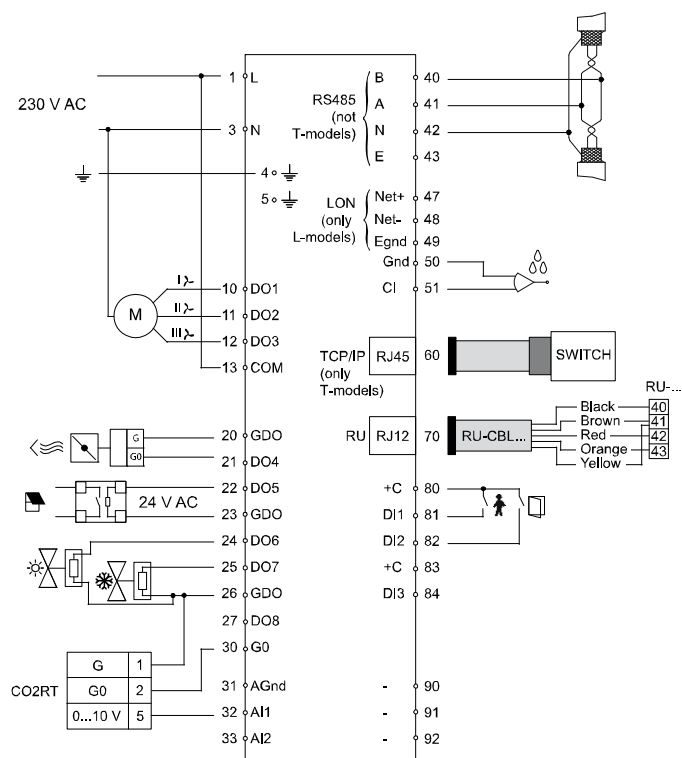 230 V AC
1 L
3 N
4
5
I
II
III
M
10 DO1
11 DO2
12 DO3
13 COM
20 GDO
21 DO4
22 DO5
23 GDO
24 DO6
25 DO7
26 GDO
27 DO8
30 G0
31 AGnd
32 AI1
33 AI2
G
G0
24 V AC
CO2RT
G 1
G0 2
0...10 V 5
RS485
(not
T-models)
B 40
A 41
N 42
E 43
LON
(only
L-models)
Net+ 47
Net- 48
Egnd 49
Gnd 50
CI 51
TCP/IP
(only
T-models)
RJ45 60
SWITCH
RU RJ12 70
RU-CBL...
RU-...
Black 40
Brown 41
Red 42
Orange 43
Yellow
+C 80
DI1 81
DI2 82
+C 83
DI3 84
- 90
- 91
- 92